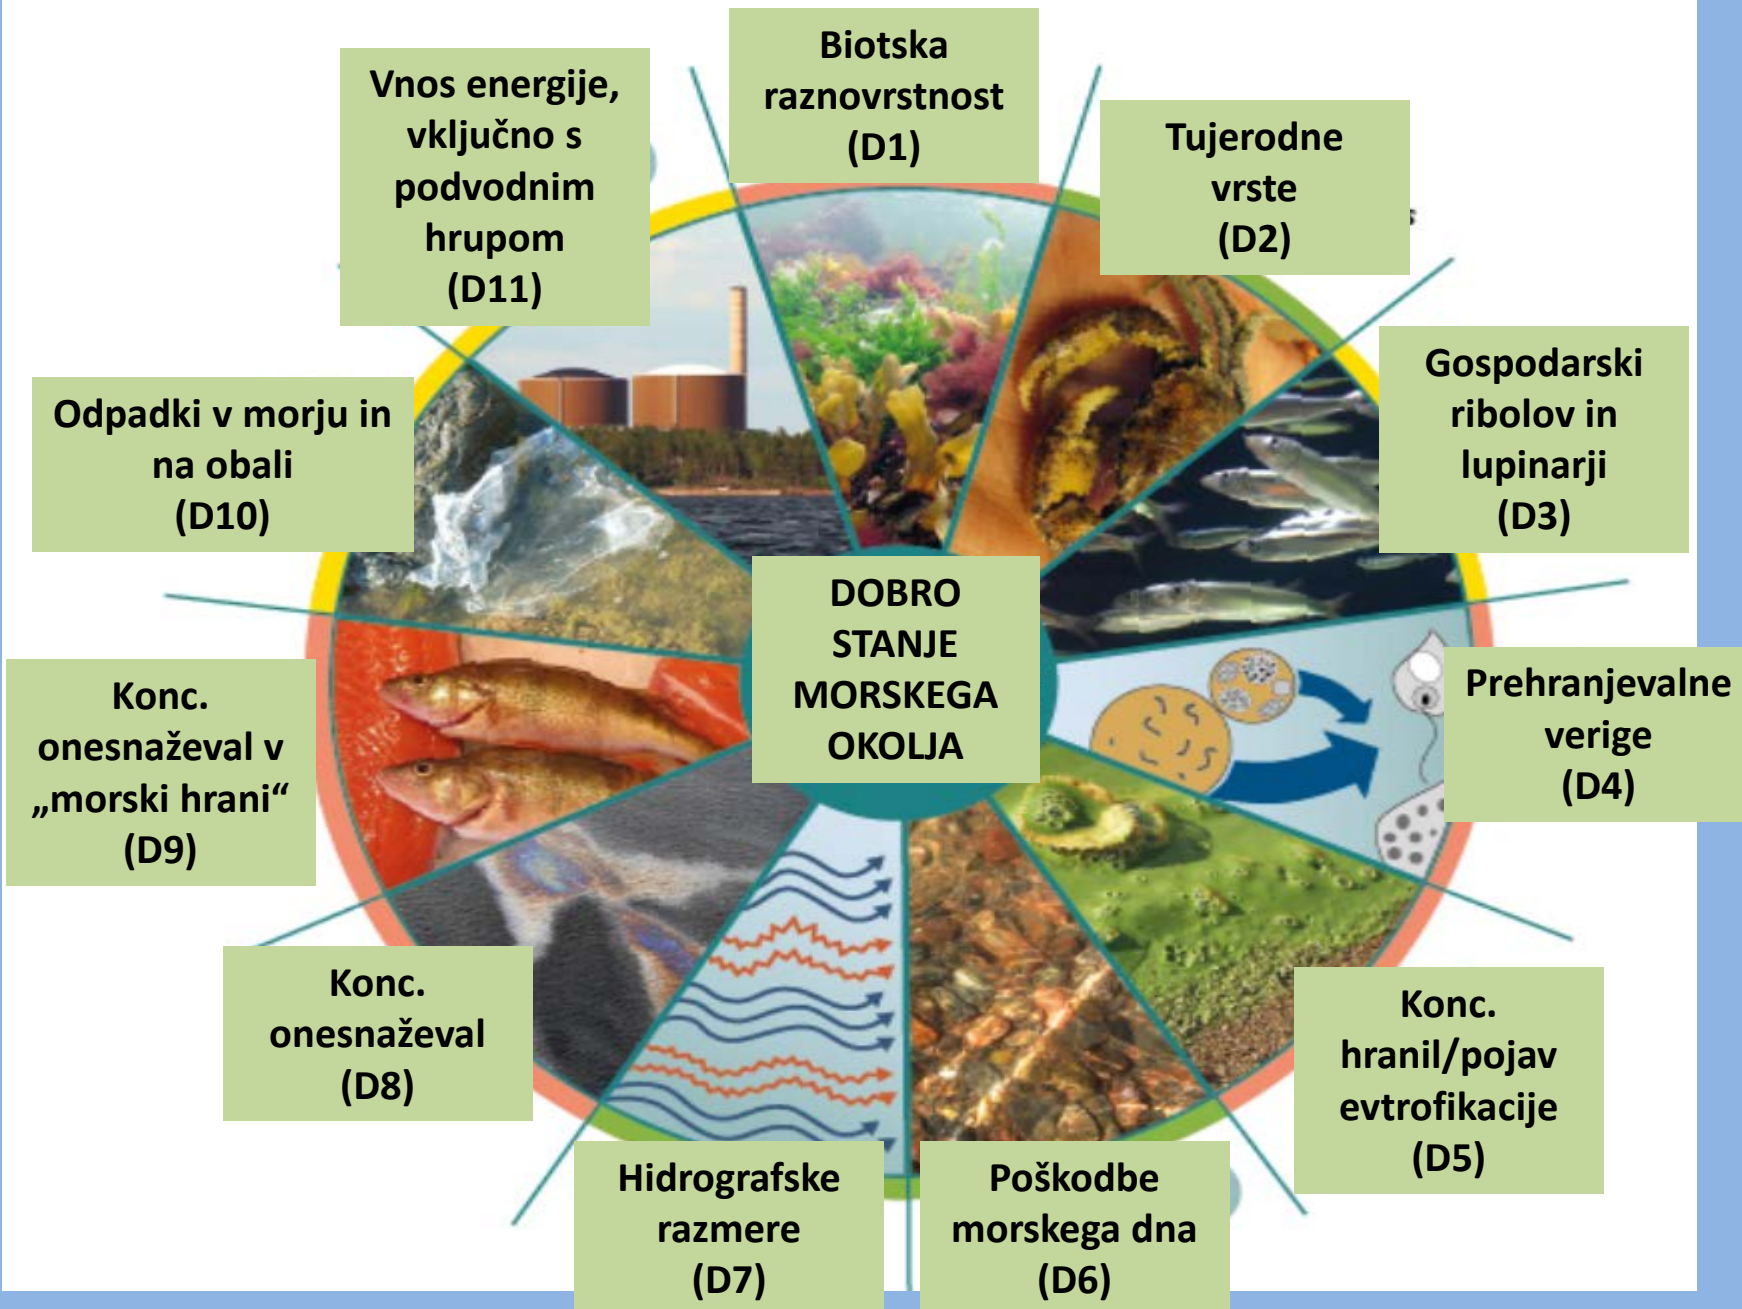 Biotska
raznovrstnost
(D1)
Tujerodne
vrste
(D2)
Gospodarski
ribolov in
lupinarji
(D3)
Prehranjevalne
verige
(D4)
Konc.
hranil/pojav
evtrofikacije
(D5)
Poškodbe
morskega dna
(D6)
Hidrografske
razmere
(D7)
Konc.
onesnaževal
(D8)
Konc.
onesnaževal v
„morski hrani“
(D9)
Odpadki v morju in
na obali
(D10)
Vnos energije,
vključno s
podvodnim
hrupom
(D11)
DOBRO
STANJE
MORSKEGA
OKOLJA